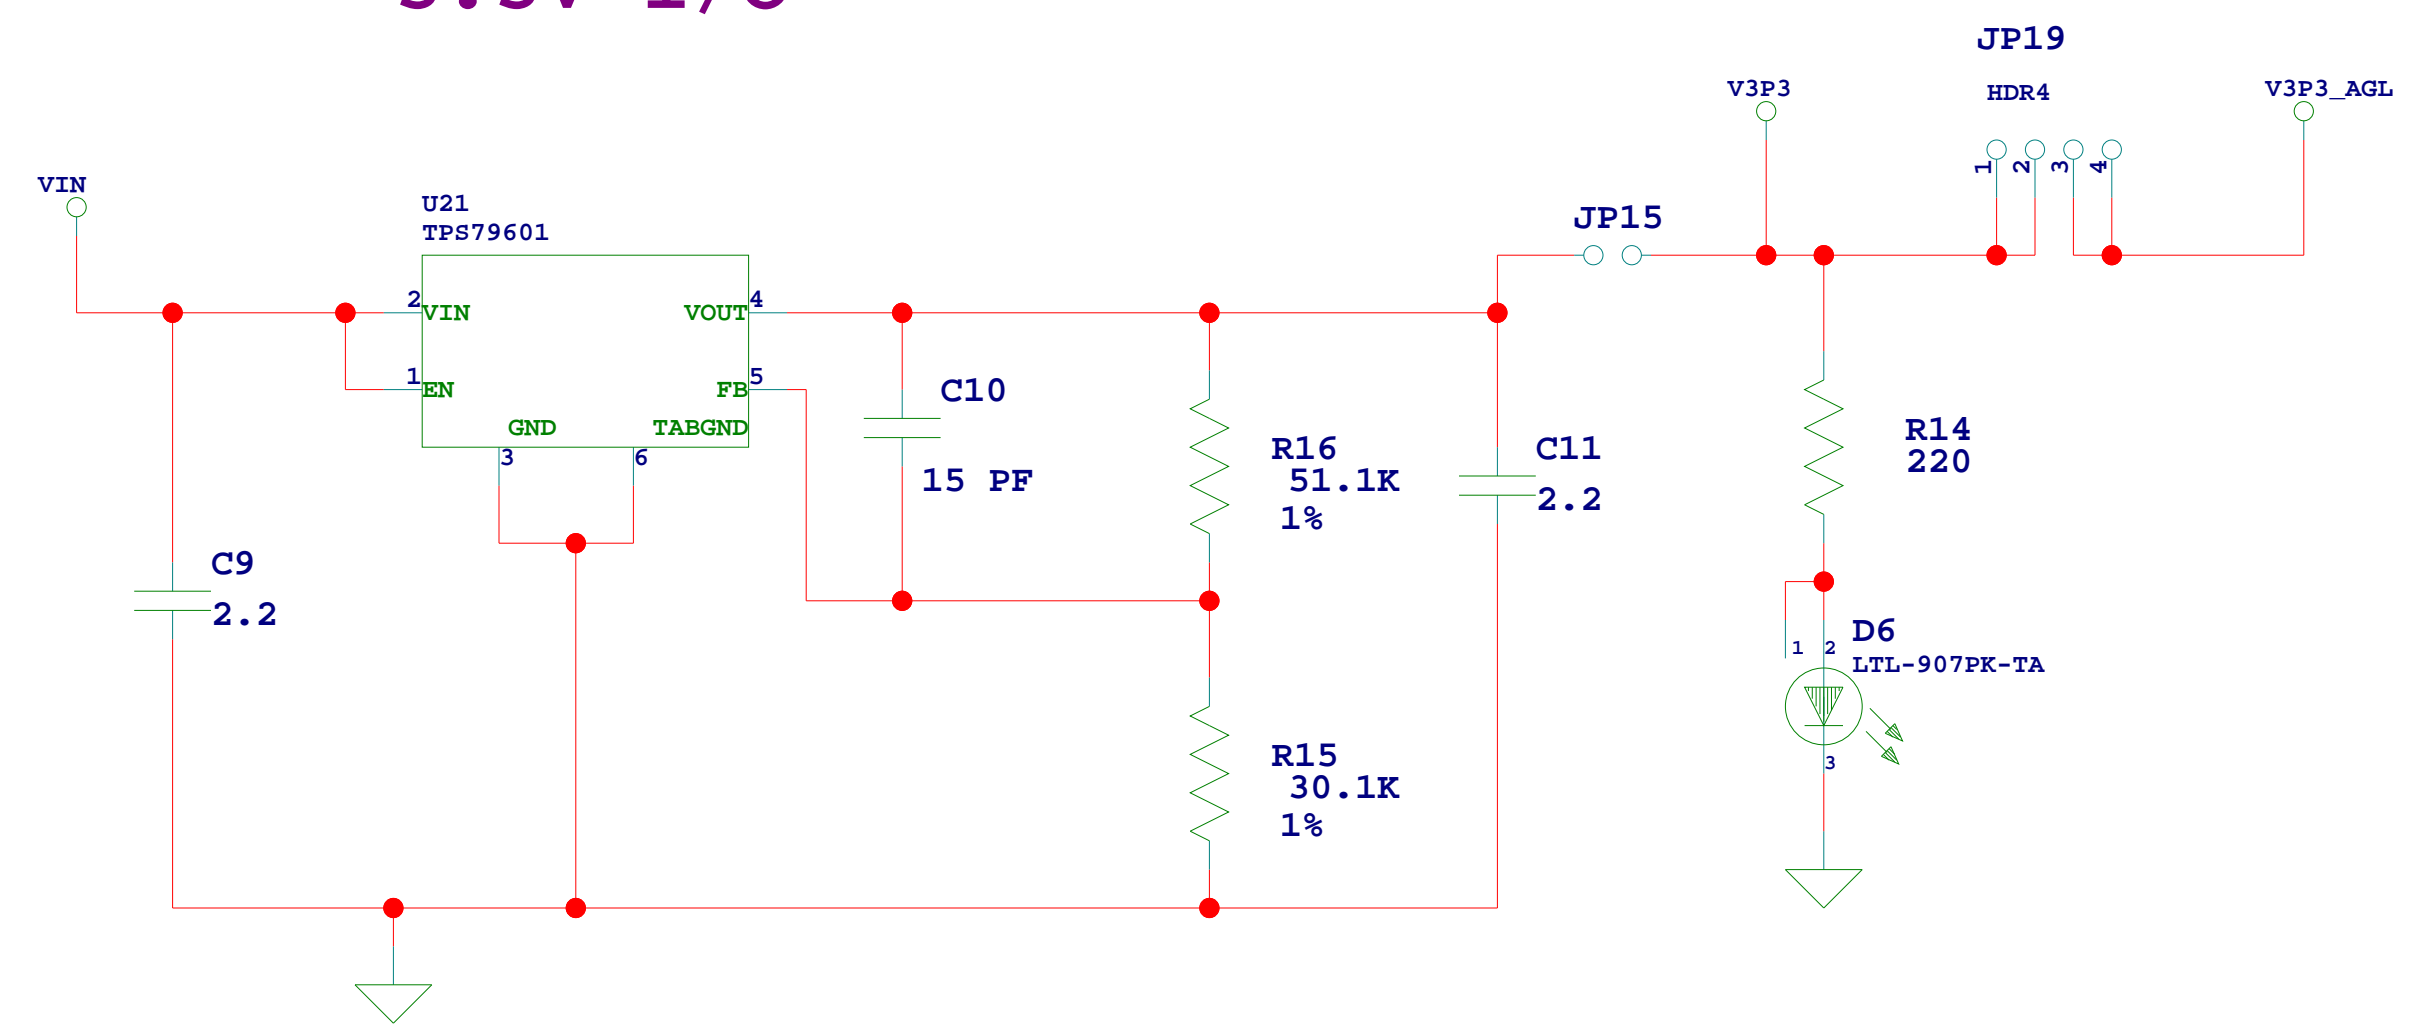 JP19
V3P3
HDR4
V3P3_AGL
1
2
3
4
VIN
U21
TPS79601
JP15
2
VIN
VOUT
4
1
EN
FB
5
GND
TABGND
3
6
C10
15 PF
R16
51.1K
1%
C11
2.2
R14
220
C9
2.2
D6
LTL-907PK-TA
1
2
3
R15
30.1K
1%